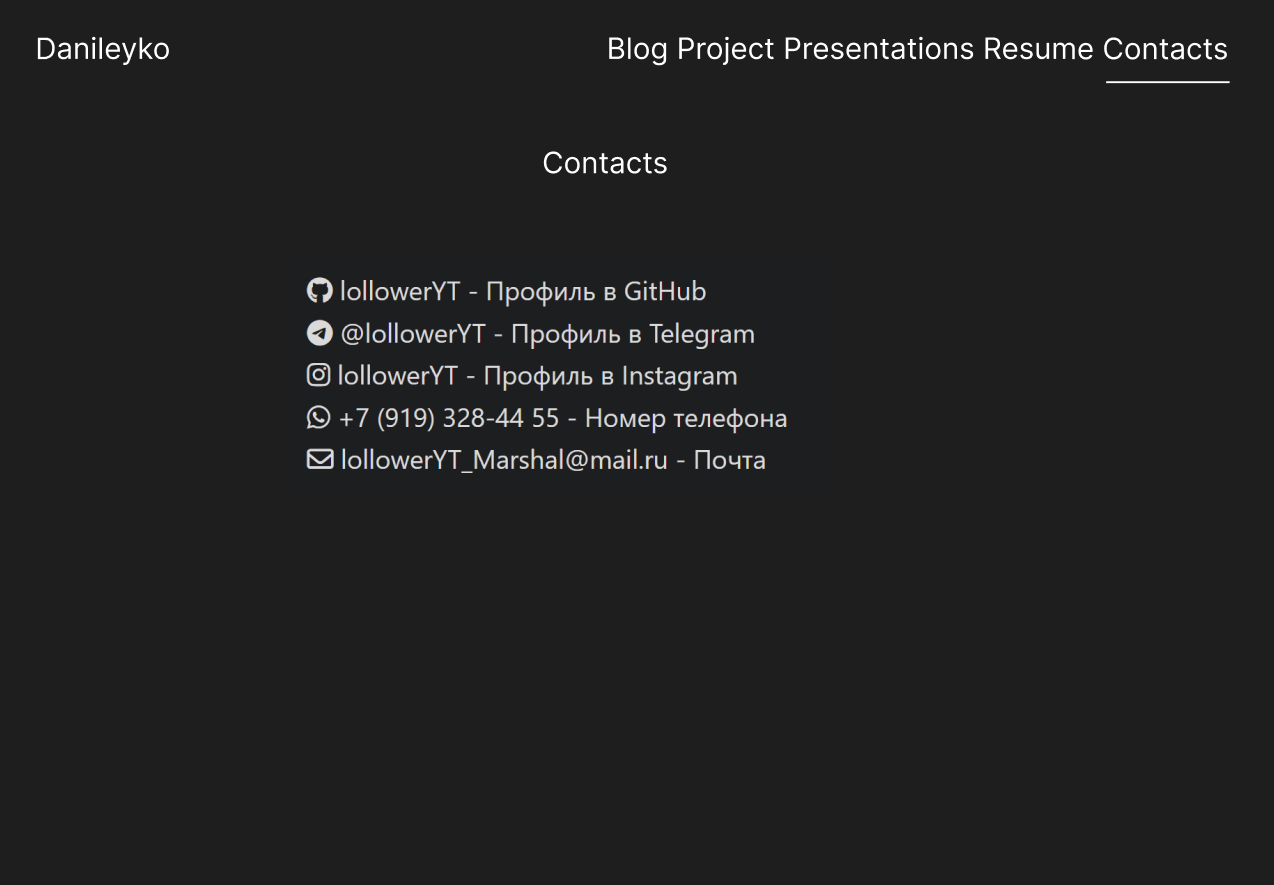 Danileyko
Blog Project Presentations Resume Contacts
Contacts
lollowerYT - Профиль в GitHub
@lollowerYT - Профиль в Telegram
lollowerYT - Профиль в Instagram
+7 (919) 328-44 55 - Номер телефона
lollowerYT_Marshal@mail.ru - Почта